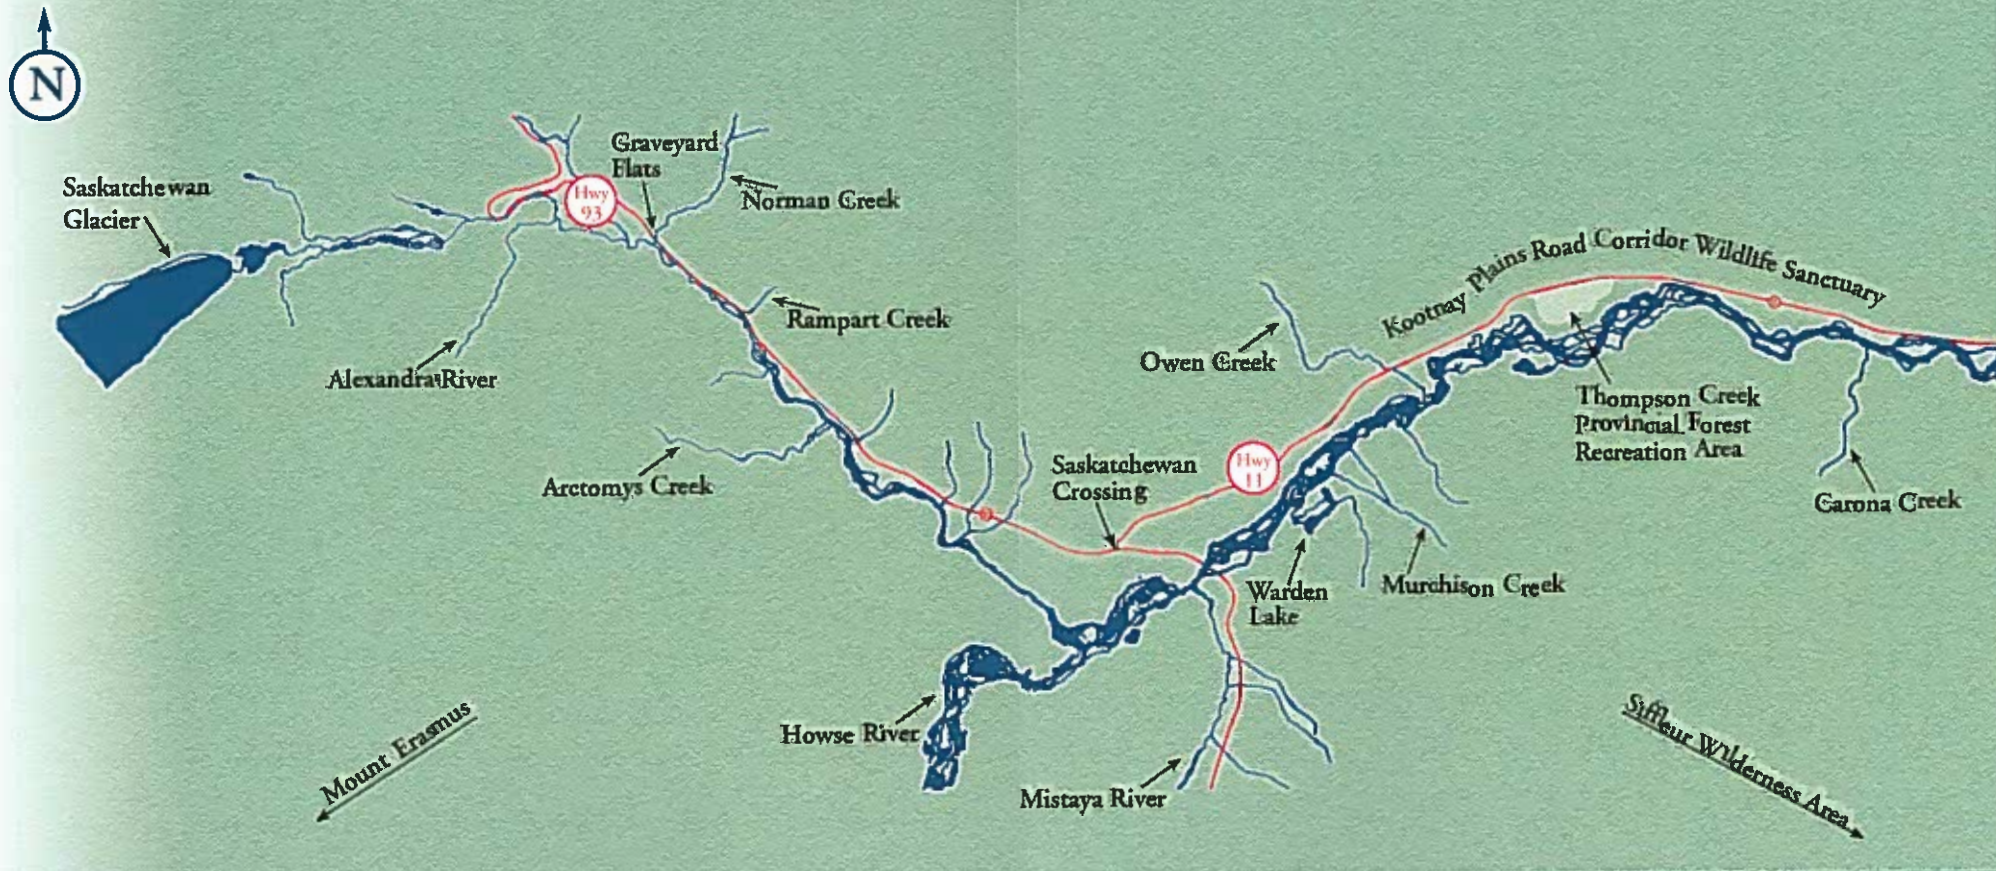 N
Saskatchewan
Glacier
Alexandra River
Hwy
93
Graveyard
Flats
Norman Creek
Rampart Creek
Arctomys Creek
Saskatchewan
Crossing
Hwy
11
Owen Creek
Kootnay Plains Road Corridor Wildlife Sanctuary
Thompson Creek
Provincial Forest
Recreation Area
Carona Creek
Warden
Lake
Murchison Creek
Howse River
Mistaya River
Mount Erasmus
Siffleur Wilderness Area